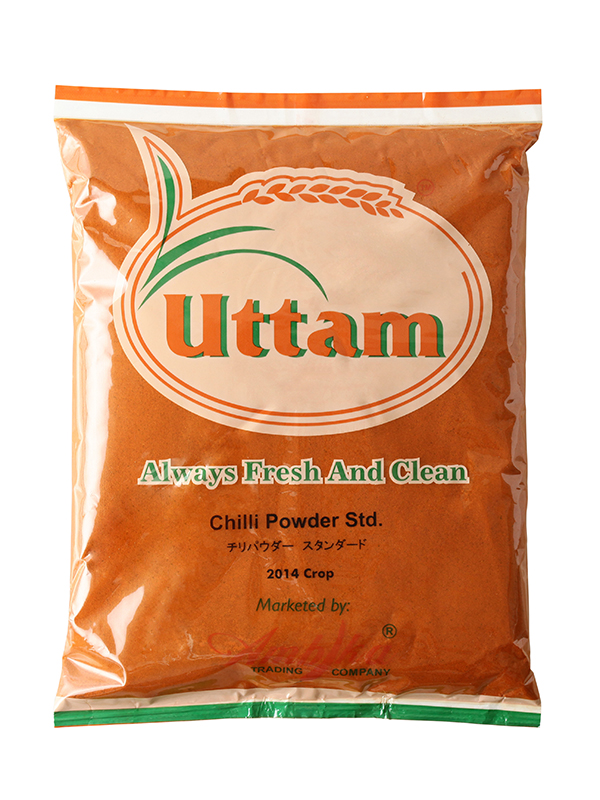 ®
Uttam
Always Fresh And Clean
Chilli Powder Std.
チリパウダー スタンダード
2014 Crop
Marketed by:
Ambika ®
TRADING COMPANY